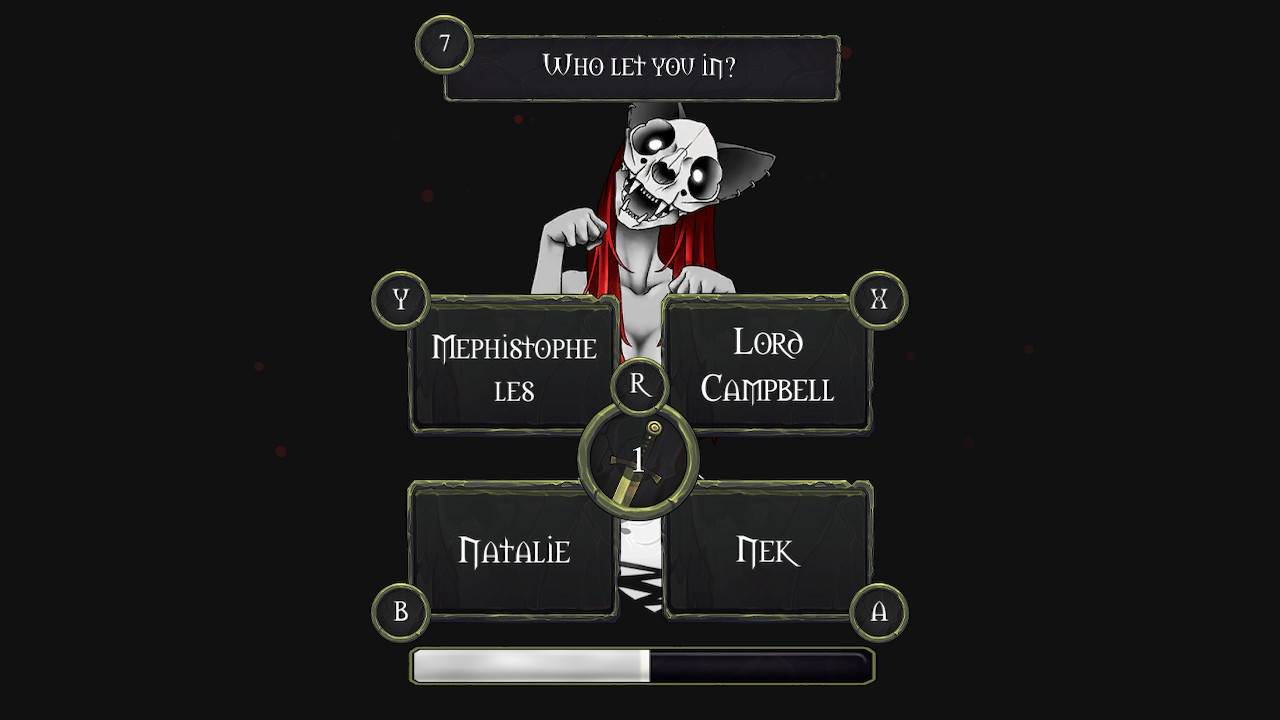 7
Who let you in?
Y
Mephistophe
les
X
Lord
Campbell
R
1
Natalie
Nek
B
A